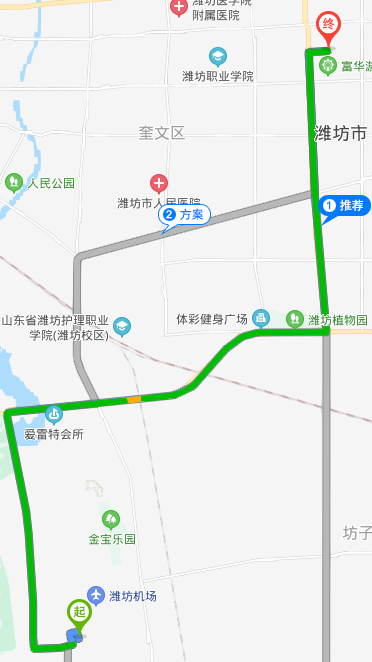 潍坊医学院
附属医院
终
富华游
潍坊职业学院
奎文区
潍坊市
人民公园
潍坊市人民医院
1 推荐
2 方案
山东省潍坊护理职业
学院(潍坊校区)
体彩健身广场
潍坊植物园
爱富特会所
坊子
金宝乐园
潍坊机场
起